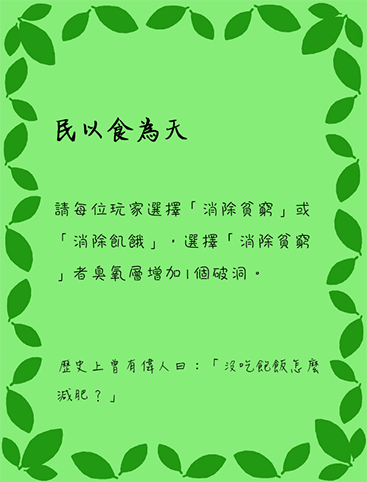 民以食為天
請每位玩家選擇「消除貧窮」或
「消除飢餓」，選擇「消除貧窮
」者臭氧層增加1個破洞。
歷史上曾有偉人曰：「沒吃飽飯怎麼
減肥？」